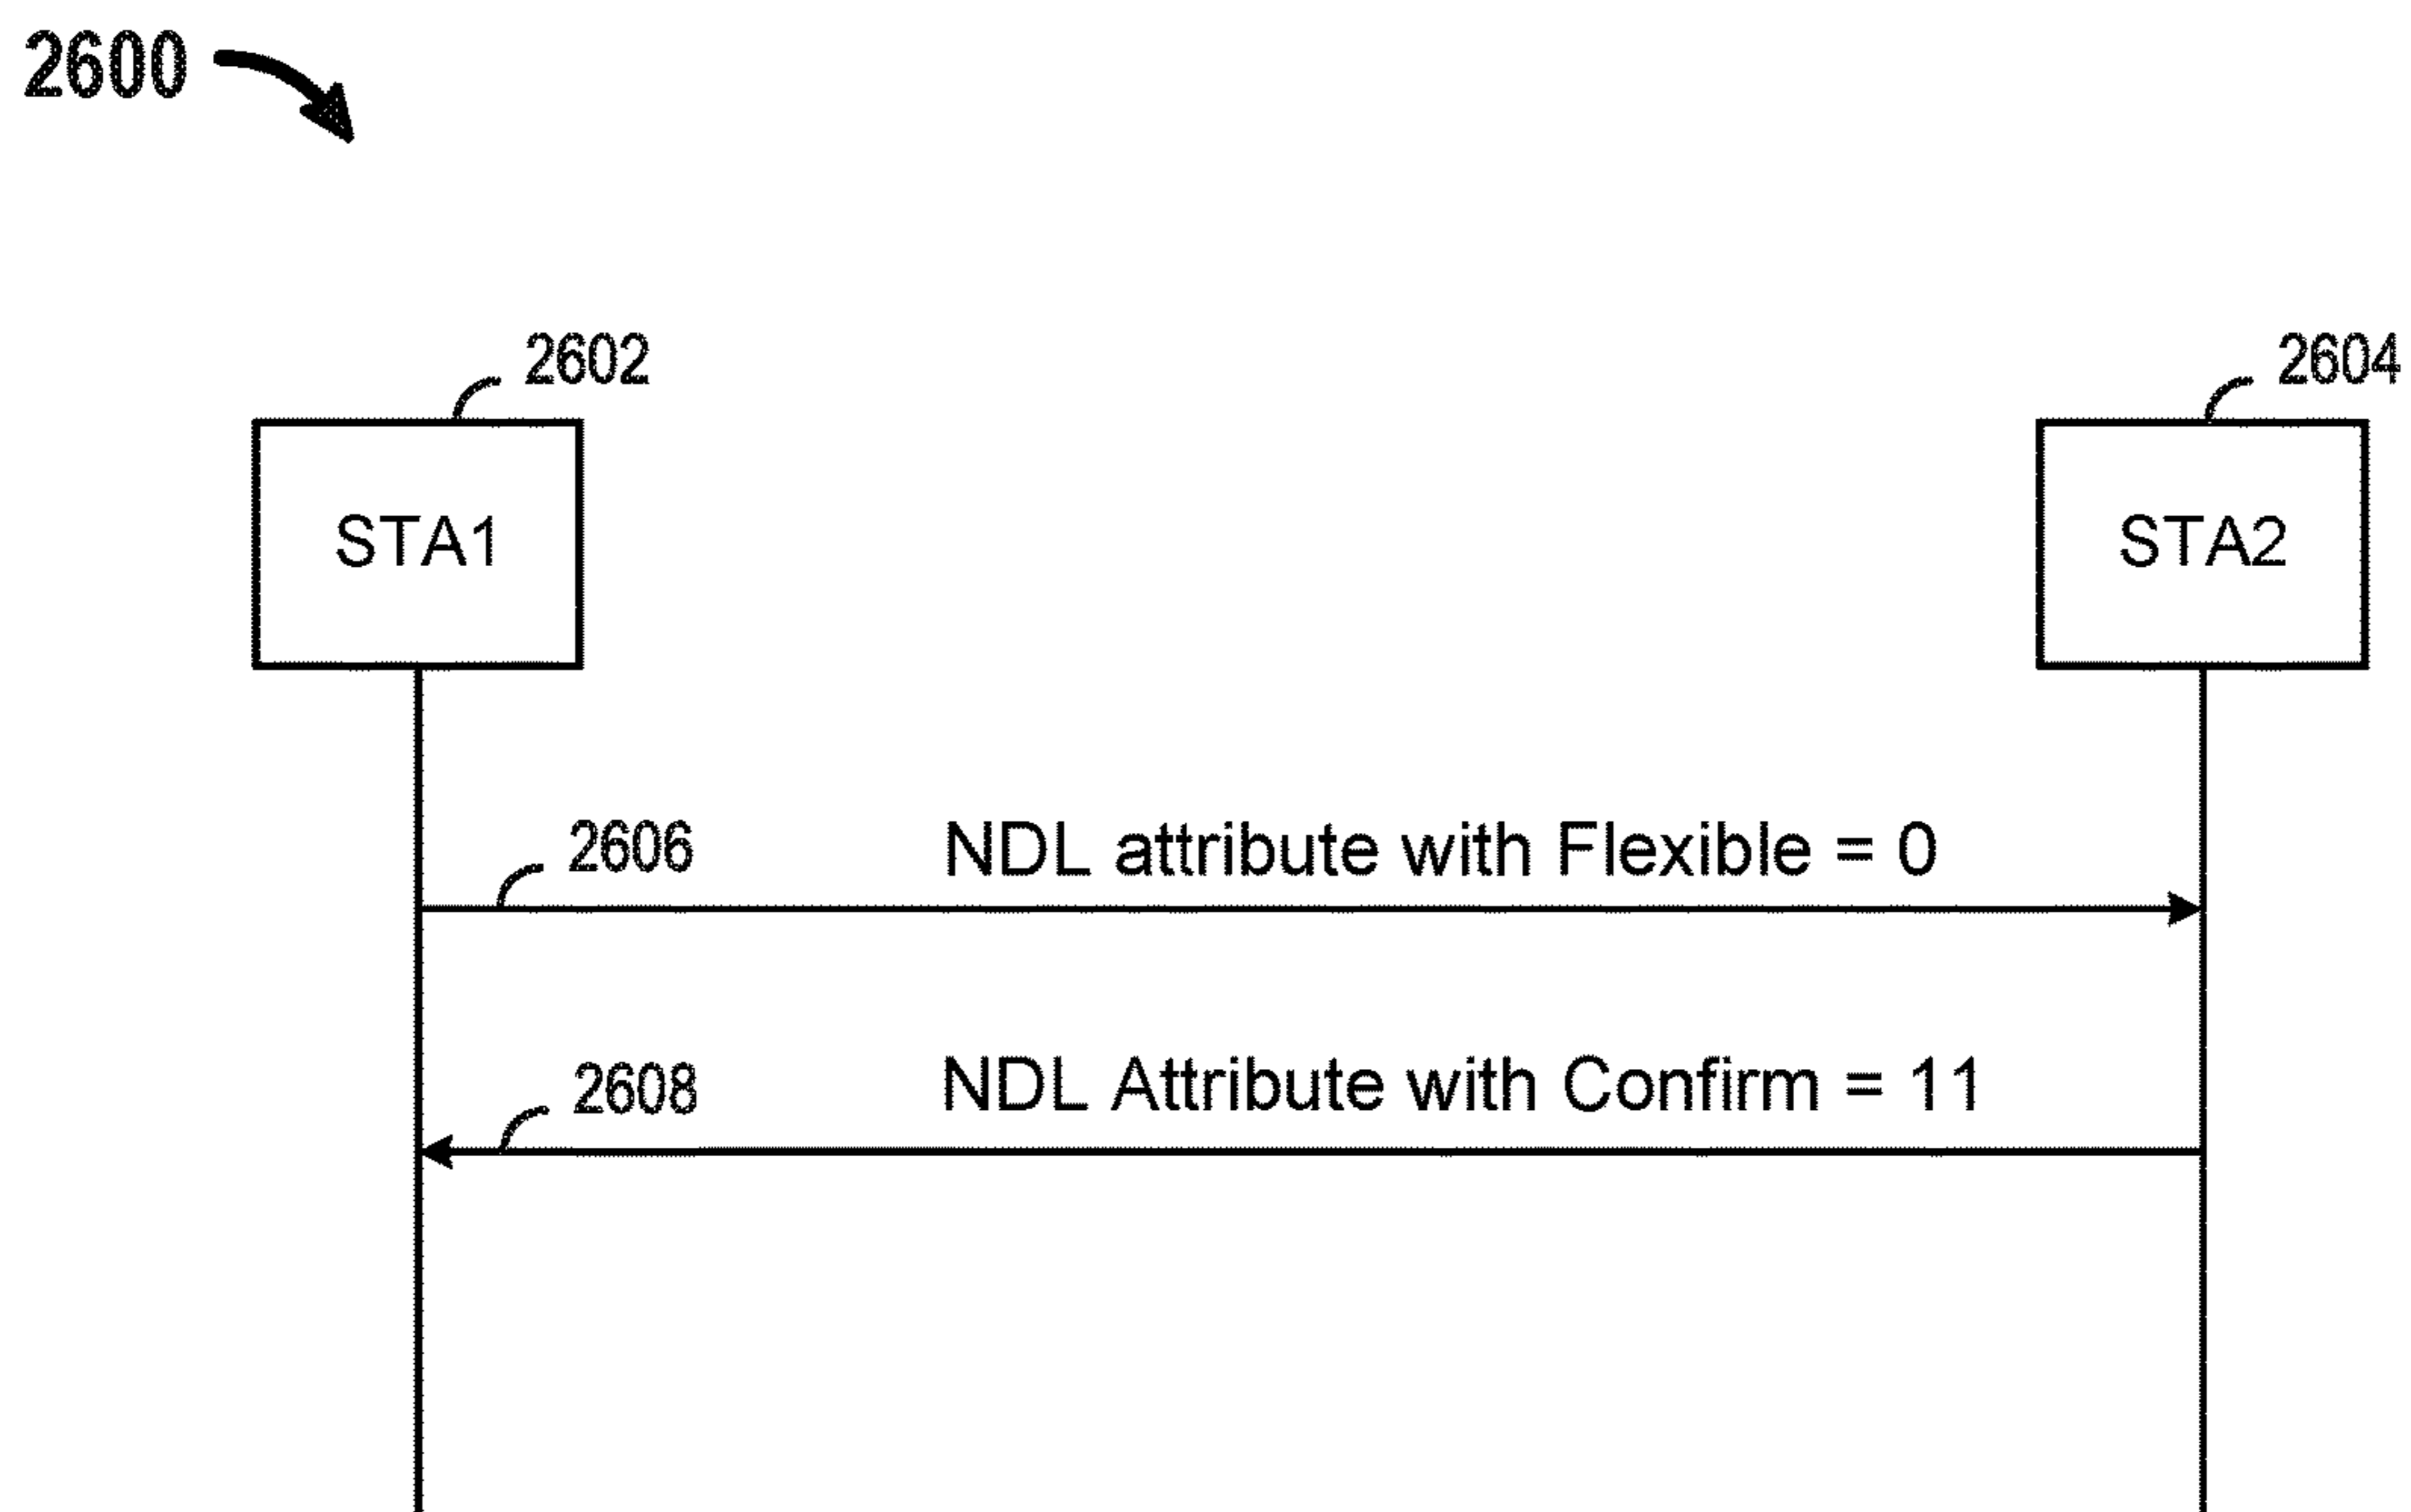 2600
2602
2604
STA1
STA2
2606
NDL attribute with Flexible = 0
2608
NDL Attribute with Confirm = 11